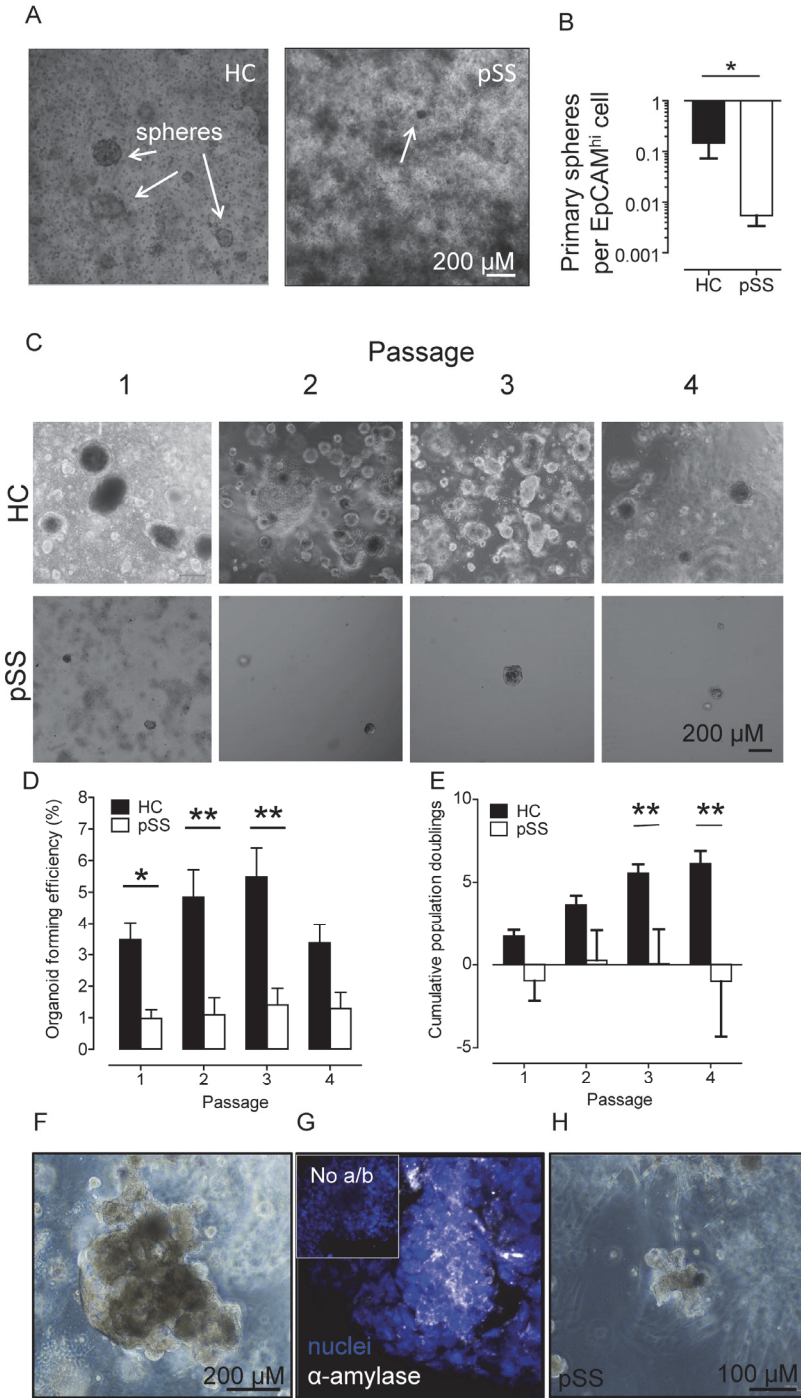 A
HC
spheres
pSS
200 µM
B
*
Primary spheres
per EpCAMhi cell
1
0.1
0.01
0.001
HC
pSS
C
Passage
1
2
3
4
HC
pSS
200 µM
D
Organoid forming efficiency (%)
8
7
6
5
4
3
2
1
0
HC
pSS
*
**
**
1
2
3
4
Passage
E
Cumulative population doublings
10
5
0
-5
HC
pSS
**
**
1
2
3
4
Passage
F
200 µM
G
No a/b
nuclei
α-amylase
H
pSS
100 µM